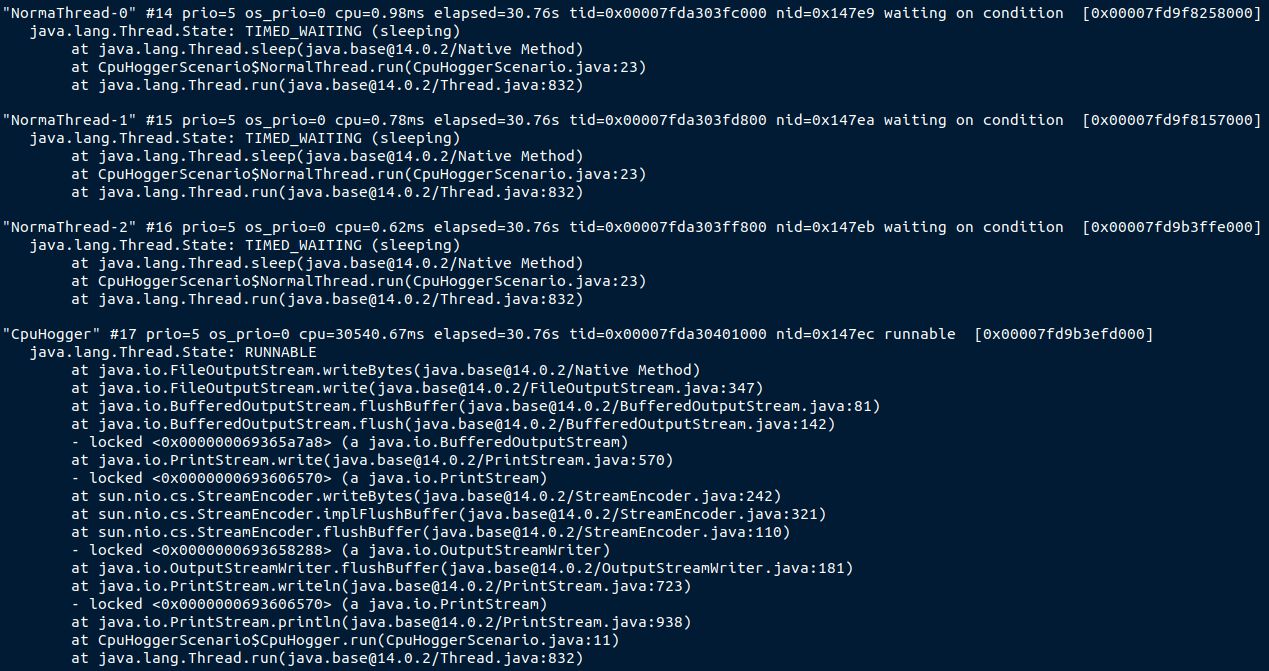 "NormaThread-0" #14 prio=5 os_prio=0 cpu=0.98ms elapsed=30.76s tid=0x00007fda303fc000 nid=0x147e9 waiting on condition  [0x00007fd9f8258000]
   java.lang.Thread.State: TIMED_WAITING (sleeping)
        at java.lang.Thread.sleep(java.base@14.0.2/Native Method)
        at CpuHoggerScenario$NormalThread.run(CpuHoggerScenario.java:23)
        at java.lang.Thread.run(java.base@14.0.2/Thread.java:832)

"NormaThread-1" #15 prio=5 os_prio=0 cpu=0.78ms elapsed=30.76s tid=0x00007fda303fd800 nid=0x147ea waiting on condition  [0x00007fd9f8157000]
   java.lang.Thread.State: TIMED_WAITING (sleeping)
        at java.lang.Thread.sleep(java.base@14.0.2/Native Method)
        at CpuHoggerScenario$NormalThread.run(CpuHoggerScenario.java:23)
        at java.lang.Thread.run(java.base@14.0.2/Thread.java:832)

"NormaThread-2" #16 prio=5 os_prio=0 cpu=0.62ms elapsed=30.76s tid=0x00007fda303ff800 nid=0x147eb waiting on condition  [0x00007fd9b3ffe000]
   java.lang.Thread.State: TIMED_WAITING (sleeping)
        at java.lang.Thread.sleep(java.base@14.0.2/Native Method)
        at CpuHoggerScenario$NormalThread.run(CpuHoggerScenario.java:23)
        at java.lang.Thread.run(java.base@14.0.2/Thread.java:832)

"CpuHogger" #17 prio=5 os_prio=0 cpu=30540.67ms elapsed=30.76s tid=0x00007fda30401000 nid=0x147ec runnable  [0x00007fd9b3efd000]
   java.lang.Thread.State: RUNNABLE
        at java.io.FileOutputStream.writeBytes(java.base@14.0.2/Native Method)
        at java.io.FileOutputStream.write(java.base@14.0.2/FileOutputStream.java:347)
        at java.io.BufferedOutputStream.flushBuffer(java.base@14.0.2/BufferedOutputStream.java:81)
        at java.io.BufferedOutputStream.flush(java.base@14.0.2/BufferedOutputStream.java:142)
        - locked <0x000000069365a7a8> (a java.io.BufferedOutputStream)
        at java.io.PrintStream.write(java.base@14.0.2/PrintStream.java:570)
        - locked <0x0000000693606570> (a java.io.PrintStream)
        at sun.nio.cs.StreamEncoder.writeBytes(java.base@14.0.2/StreamEncoder.java:242)
        at sun.nio.cs.StreamEncoder.implFlushBuffer(java.base@14.0.2/StreamEncoder.java:321)
        at sun.nio.cs.StreamEncoder.flushBuffer(java.base@14.0.2/StreamEncoder.java:110)
        - locked <0x0000000693658288> (a java.io.OutputStreamWriter)
        at java.io.OutputStreamWriter.flushBuffer(java.base@14.0.2/OutputStreamWriter.java:181)
        at java.io.PrintStream.writeln(java.base@14.0.2/PrintStream.java:723)
        - locked <0x0000000693606570> (a java.io.PrintStream)
        at java.io.PrintStream.println(java.base@14.0.2/PrintStream.java:938)
        at CpuHoggerScenario$CpuHogger.run(CpuHoggerScenario.java:11)
        at java.lang.Thread.run(java.base@14.0.2/Thread.java:832)